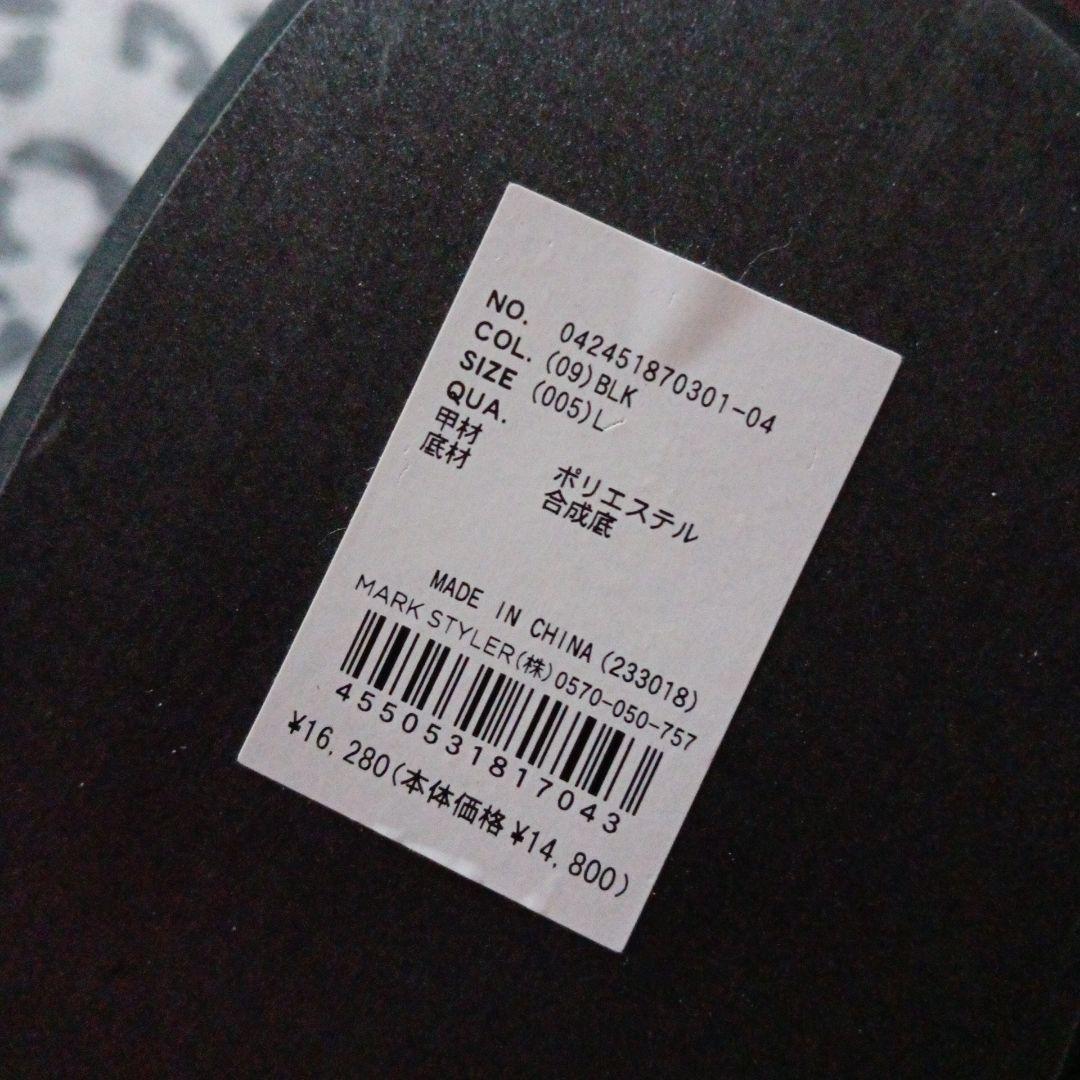 NO. 042451870301-04
COL. (09)BLK
SIZE (005)L
QUA.
甲材 ポリエステル
底材 合成底
MADE IN CHINA(233018)
MARK STYLER(株)0570-050-757
4550531817043
¥16,280(本体価格¥14,800)